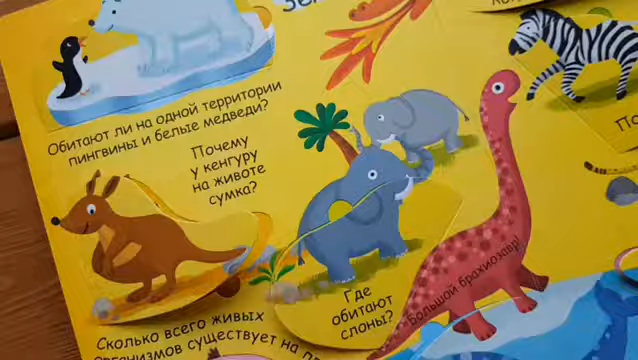 Обитают ли на одной территории
пингвины и белые медведи?
Почему
у кенгуру
на животе
сумка?
Где
обитают
слоны?
Большой брахиозавр!
Сколько всего живых
организмов существует на